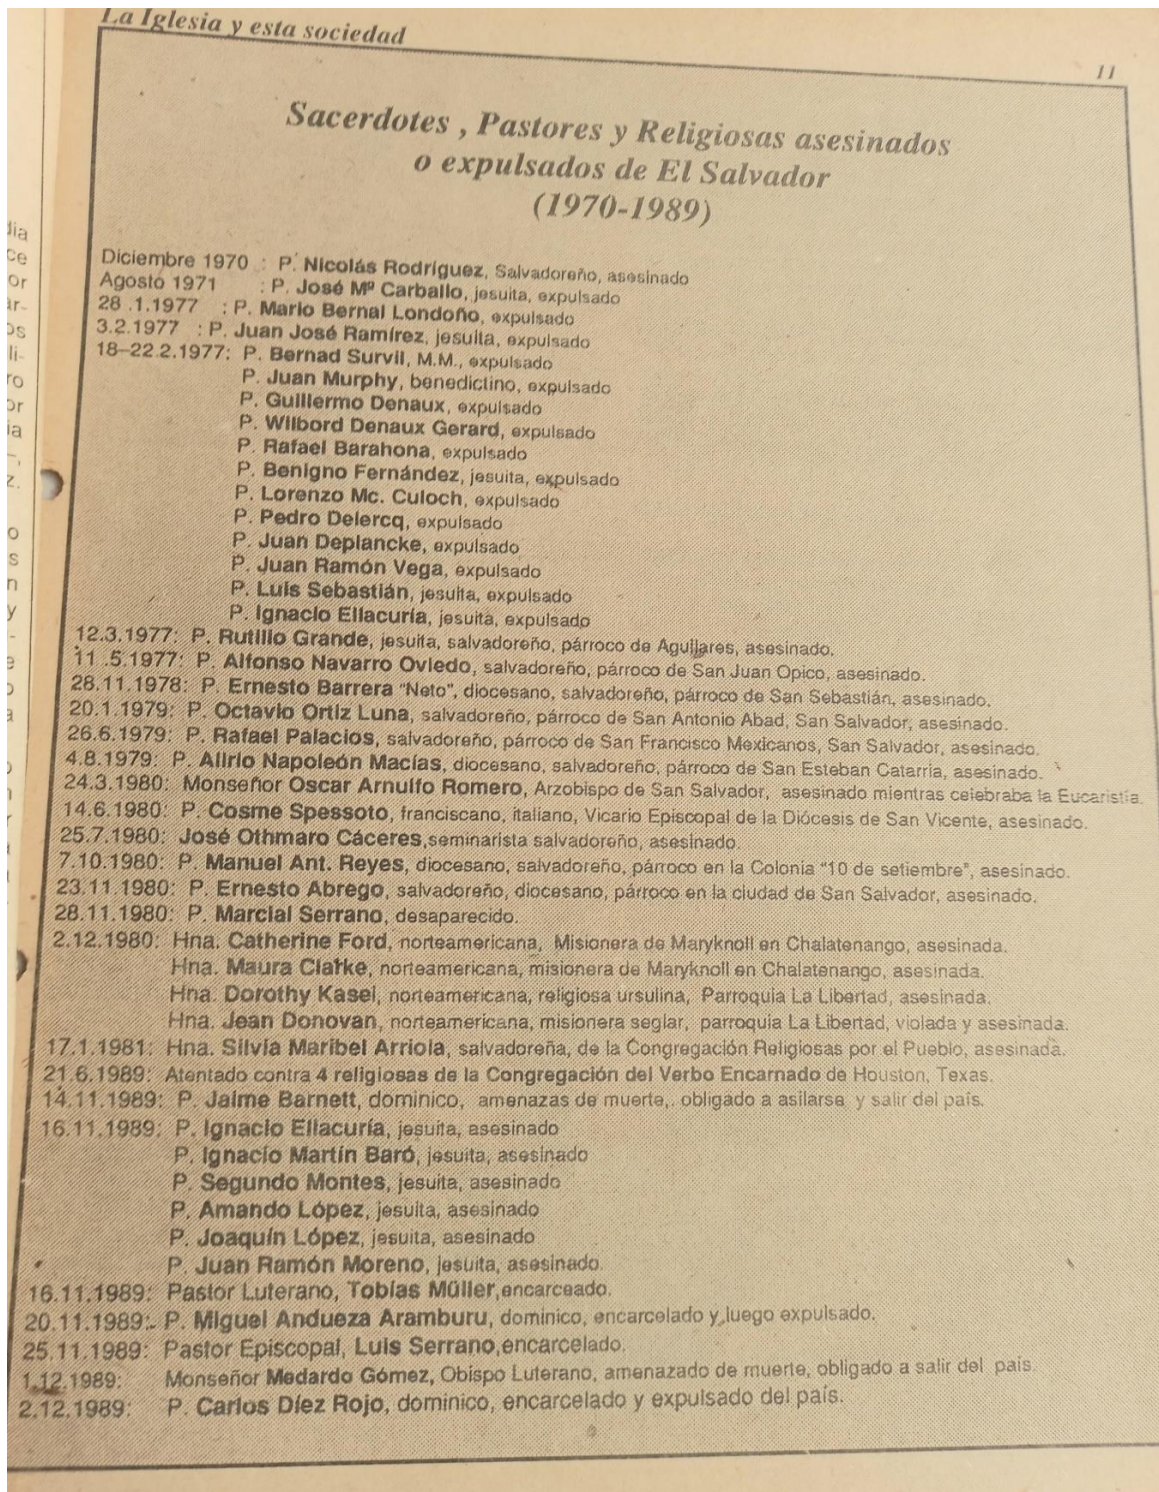 La Iglesia y esta sociedad
11
Sacerdotes , Pastores y Religiosas asesinados
o expulsados de El Salvador
(1970-1989)
Diciembre 1970 : P. Nicolás Rodríguez, Salvadoreño, asesinado
Agosto 1971 : P. José Mª Carballo, jesuita, expulsado
28 .1.1977 : P. Mario Bernal Londoño, expulsado
3.2.1977 : P. Juan José Ramírez, jesuita, expulsado
18–22.2.1977: P. Bernad Survil, M.M., expulsado
P. Juan Murphy, benedictino, expulsado
P. Guillermo Denaux, expulsado
P. Wilbord Denaux Gerard, expulsado
P. Rafael Barahona, expulsado
P. Benigno Fernández, jesuita, expulsado
P. Lorenzo Mc. Culoch, expulsado
P. Pedro Delercq, expulsado
P. Juan Deplancke, expulsado
P. Juan Ramón Vega, expulsado
P. Luis Sebastián, jesuita, expulsado
P. Ignacio Ellacuría, jesuita, expulsado
12.3.1977: P. Rutilio Grande, jesuita, salvadoreño, párroco de Aguilares, asesinado.
11 .5.1977: P. Alfonso Navarro Oviedo, salvadoreño, párroco de San Juan Opico, asesinado.
28.11.1978: P. Ernesto Barrera "Neto", diocesano, salvadoreño, párroco de San Sebastián, asesinado.
20.1.1979: P. Octavio Ortiz Luna, salvadoreño, párroco de San Antonio Abad, San Salvador, asesinado.
26.6.1979: P. Rafael Palacios, salvadoreño, párroco de San Francisco Mexicanos, San Salvador, asesinado.
4.8.1979: P. Alirio Napoleón Macías, diocesano, salvadoreño, párroco de San Esteban Catarria, asesinado.
24.3.1980: Monseñor Oscar Arnulfo Romero, Arzobispo de San Salvador, asesinado mientras celebraba la Eucaristía.
14.6.1980: P. Cosme Spessoto, franciscano, italiano, Vicario Episcopal de la Diócesis de San Vicente, asesinado.
25.7.1980: José Othmaro Cáceres,seminarista salvadoreño, asesinado.
7.10.1980: P. Manuel Ant. Reyes, diocesano, salvadoreño, párroco en la Colonia "10 de setiembre", asesinado.
23.11.1980: P. Ernesto Abrego, salvadoreño, diocesano, párroco en la ciudad de San Salvador, asesinado.
28.11.1980: P. Marcial Serrano, desaparecido.
2.12.1980: Hna. Catherine Ford, norteamericana, Misionera de Maryknoll en Chalatenango, asesinada.
Hna. Maura Clarke, norteamericana, misionera de Maryknoll en Chalatenango, asesinada.
Hna. Dorothy Kasel, norteamericana, religiosa ursulina, Parroquia La Libertad, asesinada.
Hna. Jean Donovan, norteamericana, misionera seglar, parroquia La Libertad, violada y asesinada.
17.1.1981: Hna. Silvia Maribel Arriola, salvadoreña, de la Congregación Religiosas por el Pueblo, asesinada.
21.6.1989: Atentado contra 4 religiosas de la Congregación del Verbo Encarnado de Houston, Texas.
14.11.1989: P. Jaime Barnett, dominico, amenazas de muerte,. obligado a asilarse y salir del país.
16.11.1989: P. Ignacio Ellacuría, jesuita, asesinado
P. Ignacio Martín Baró, jesuita, asesinado
P. Segundo Montes, jesuita, asesinado
P. Amando López, jesuita, asesinado
P. Joaquín López, jesuita, asesinado
P. Juan Ramón Moreno, jesuita, asesinado.
16.11.1989: Pastor Luterano, Tobías Müller,encarceado.
20.11.1989:. P. Miguel Andueza Aramburu, dominico, encarcelado y luego expulsado.
25.11.1989: Pastor Episcopal, Luis Serrano,encarcelado.
1.12.1989: Monseñor Medardo Gómez, Obispo Luterano, amenazado de muerte, obligado a salir del país.
2.12.1989: P. Carlos Díez Rojo, dominico, encarcelado y expulsado del país.